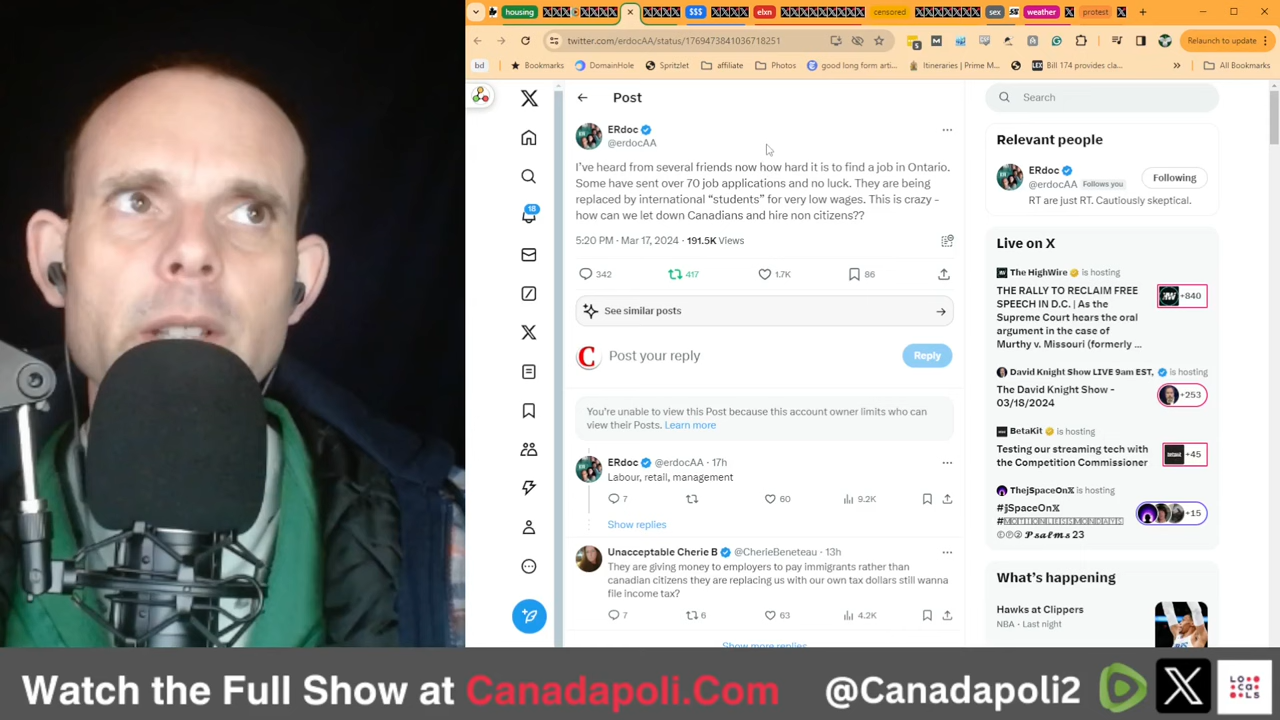 housing
$$$
elxn
censored
sex
weather
protest
twitter.com/erdocAA/status/1769473841036718251
Relaunch to update
bd
Bookmarks
DomainHole
Spritzlet
affiliate
Photos
good long form arti...
Itineraries | Prime M...
Bill 174 provides cla...
»
All Bookmarks
Post
ERdoc
@erdocAA
I've heard from several friends now how hard it is to find a job in Ontario.
Some have sent over 70 job applications and no luck. They are being
replaced by international “students” for very low wages. This is crazy -
how can we let down Canadians and hire non citizens??
5:20 PM · Mar 17, 2024 · 191.5K Views
342
417
1.7K
86
See similar posts
Post your reply
Reply
You're unable to view this Post because this account owner limits who can
view their Posts. Learn more
ERdoc @erdocAA · 17h
Labour, retail, management
7
60
9.2K
Show replies
Unacceptable Cherie B @CherieBeneteau · 13h
They are giving money to employers to pay immigrants rather than
canadian citizens they are replacing us with our own tax dollars still wanna
file income tax?
7
6
63
4.2K
Show more replies
18
Search
Relevant people
ERdoc
Following
@erdocAA Follows you
RT are just RT. Cautiously skeptical.
Live on X
The HighWire is hosting
THE RALLY TO RECLAIM FREE
SPEECH IN D.C. | As the
Supreme Court hears the oral
argument in the case of
Murthy v. Missouri (formerly ...
+840
David Knight Show LIVE 9am EST, is hosting
The David Knight Show -
03/18/2024
+253
BetaKit is hosting
Testing our streaming tech with
the Competition Commissioner
+45
ThejSpaceOnX is hosting
+15
What's happening
Hawks at Clippers
NBA · Last night
Watch the Full Show at Canadapoli.Com
@Canadapoli2
LOCALS